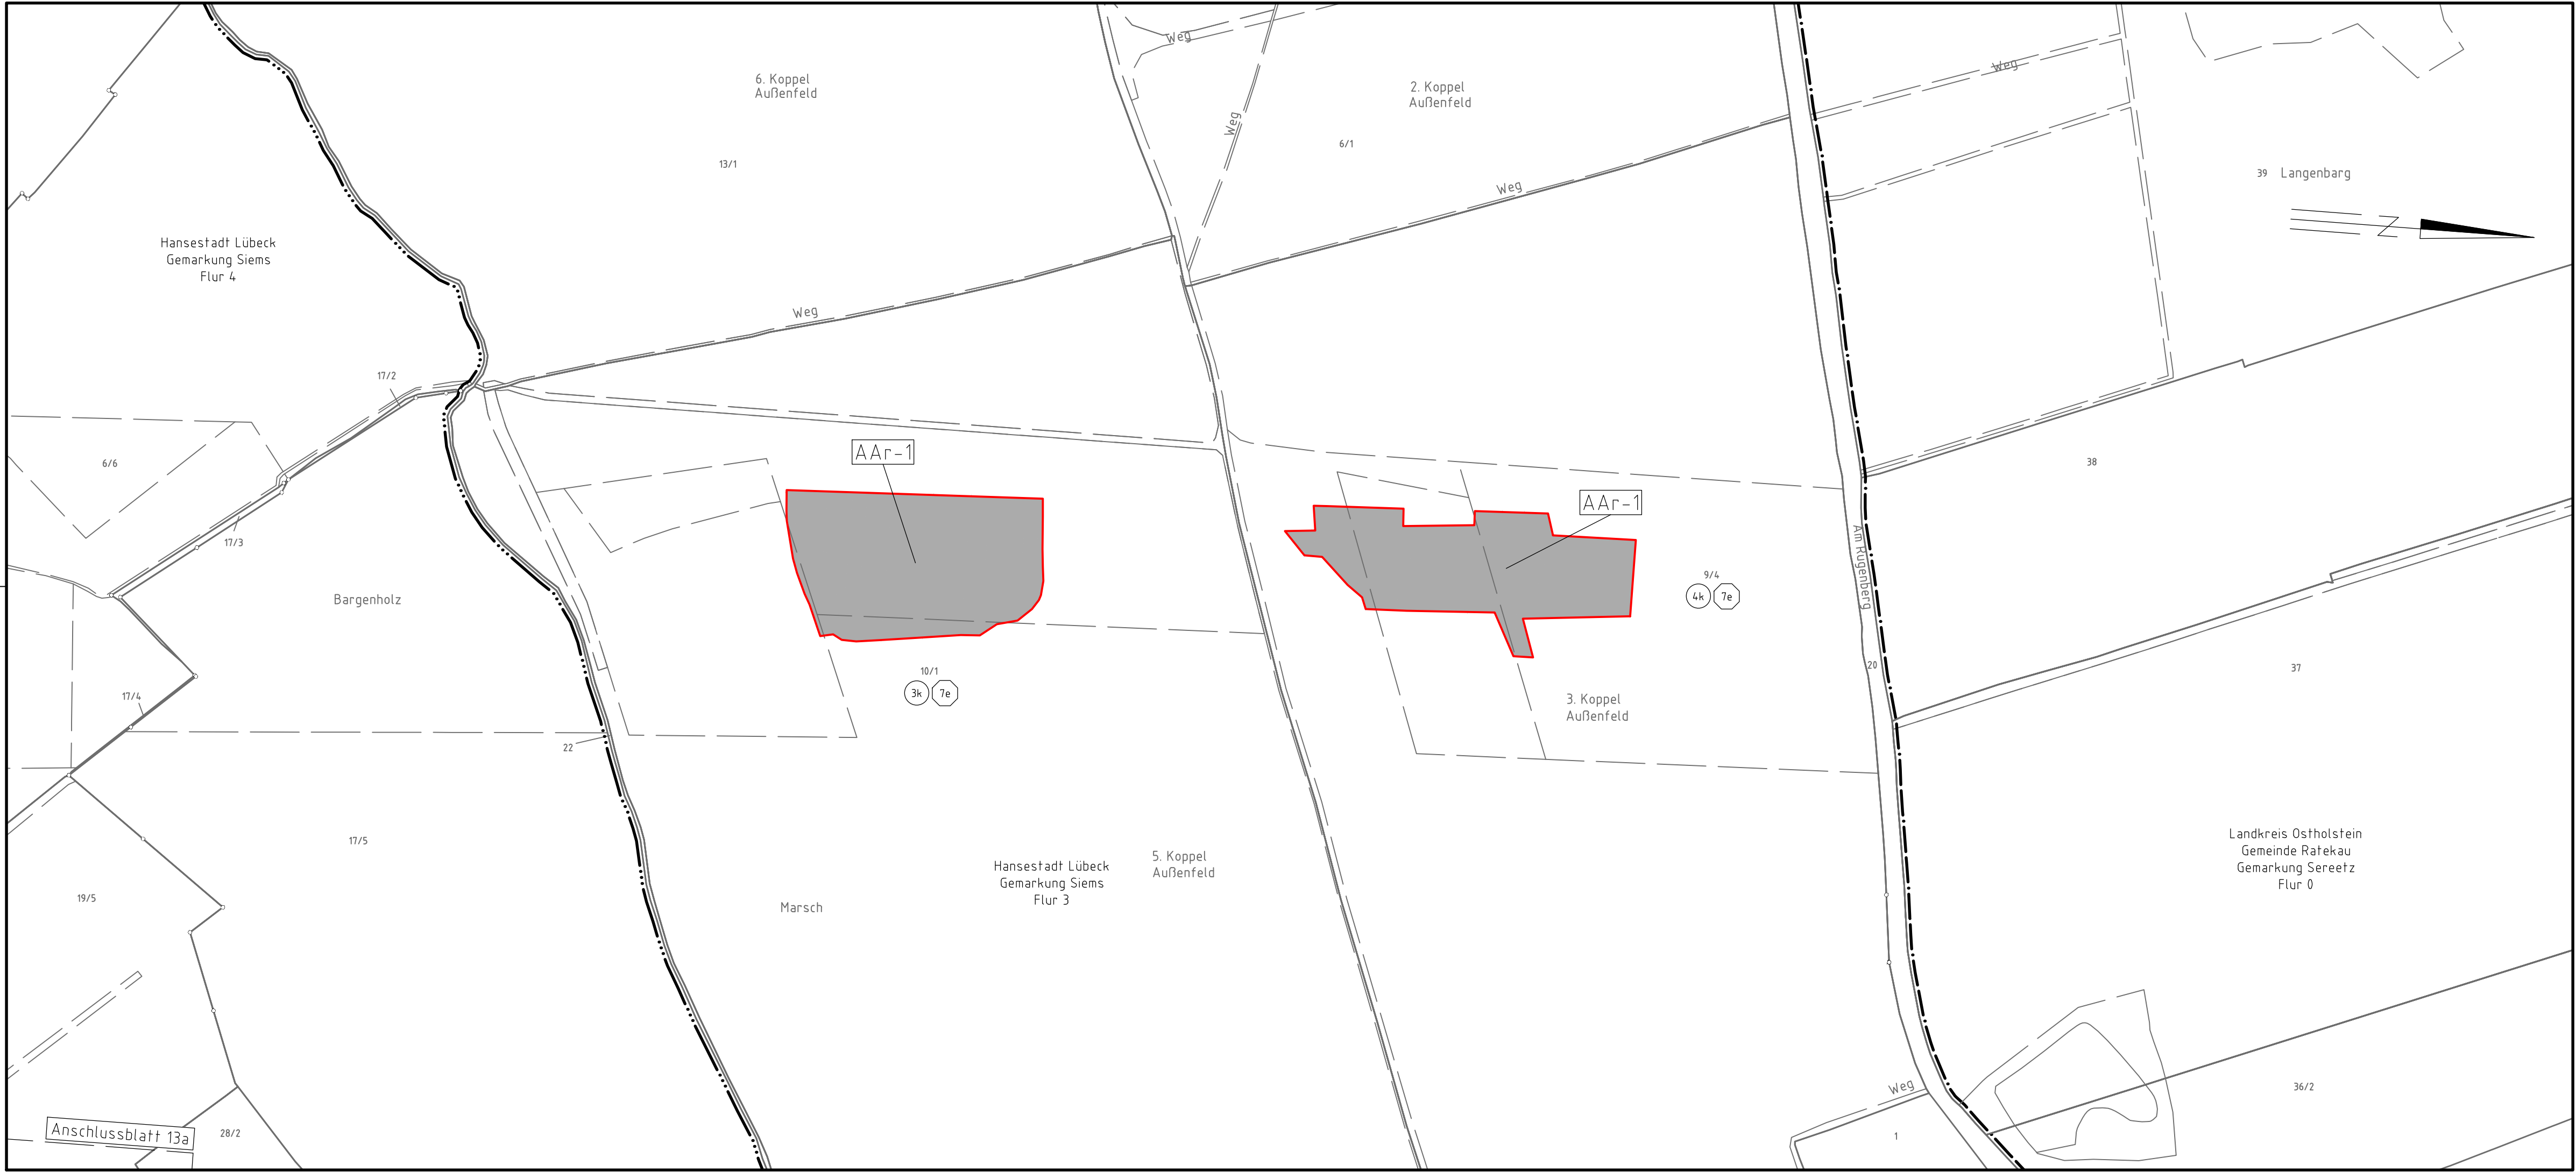 Weg
6. Koppel
Außenfeld
2. Koppel
Außenfeld
Weg
Weg
6/1
13/1
39 Langenbarg
Weg
N
Hansestadt Lübeck
Gemarkung Siems
Flur 4
Weg
17/2
AAr-1
6/6
38
AAr-1
17/3
Am Rugenberg
9/4
4k 7e
Bargenholz
20
37
10/1
3k 7e
17/4
3. Koppel
Außenfeld
22
17/5
Landkreis Ostholstein
Gemeinde Ratekau
Gemarkung Sereetz
Flur 0
Hansestadt Lübeck
Gemarkung Siems
Flur 3
5. Koppel
Außenfeld
19/5
Marsch
Weg
36/2
Anschlussblatt 13a
28/2
1